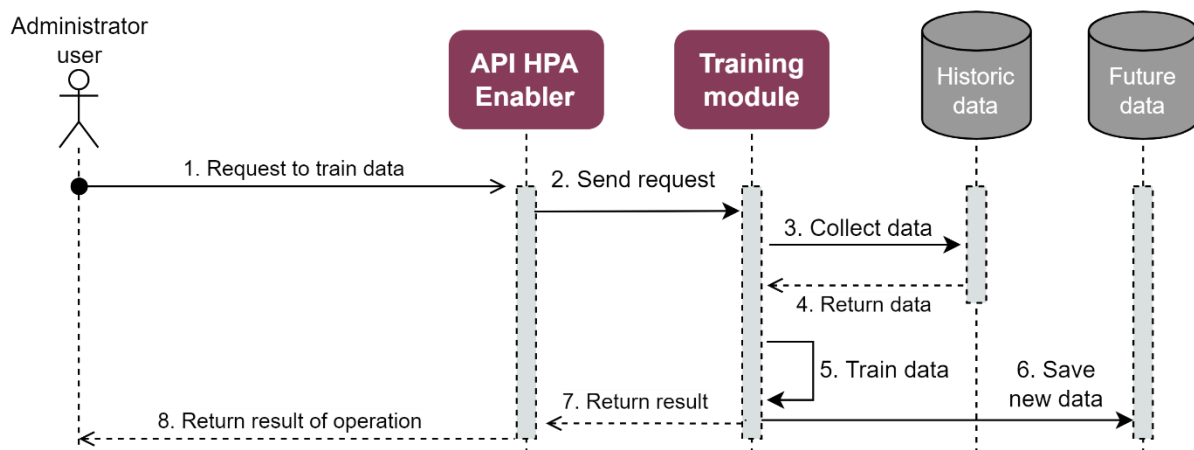 Administrator
user
API HPA
Enabler
Training
module
Historic
data
Future
data
1. Request to train data
2. Send request
3. Collect data
4. Return data
5. Train data
6. Save
new data
7. Return result
8. Return result of operation